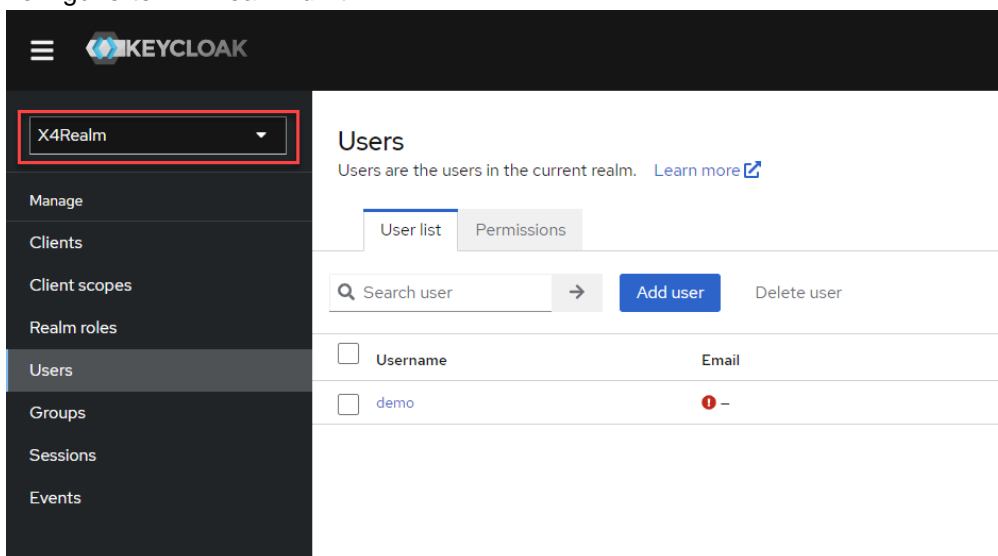 KEYCLOAK
X4Realm
Manage
Clients
Client scopes
Realm roles
Users
Groups
Sessions
Events
Users
Users are the users in the current realm. Learn more
User list Permissions
Search user Add user Delete user
Username Email
demo –